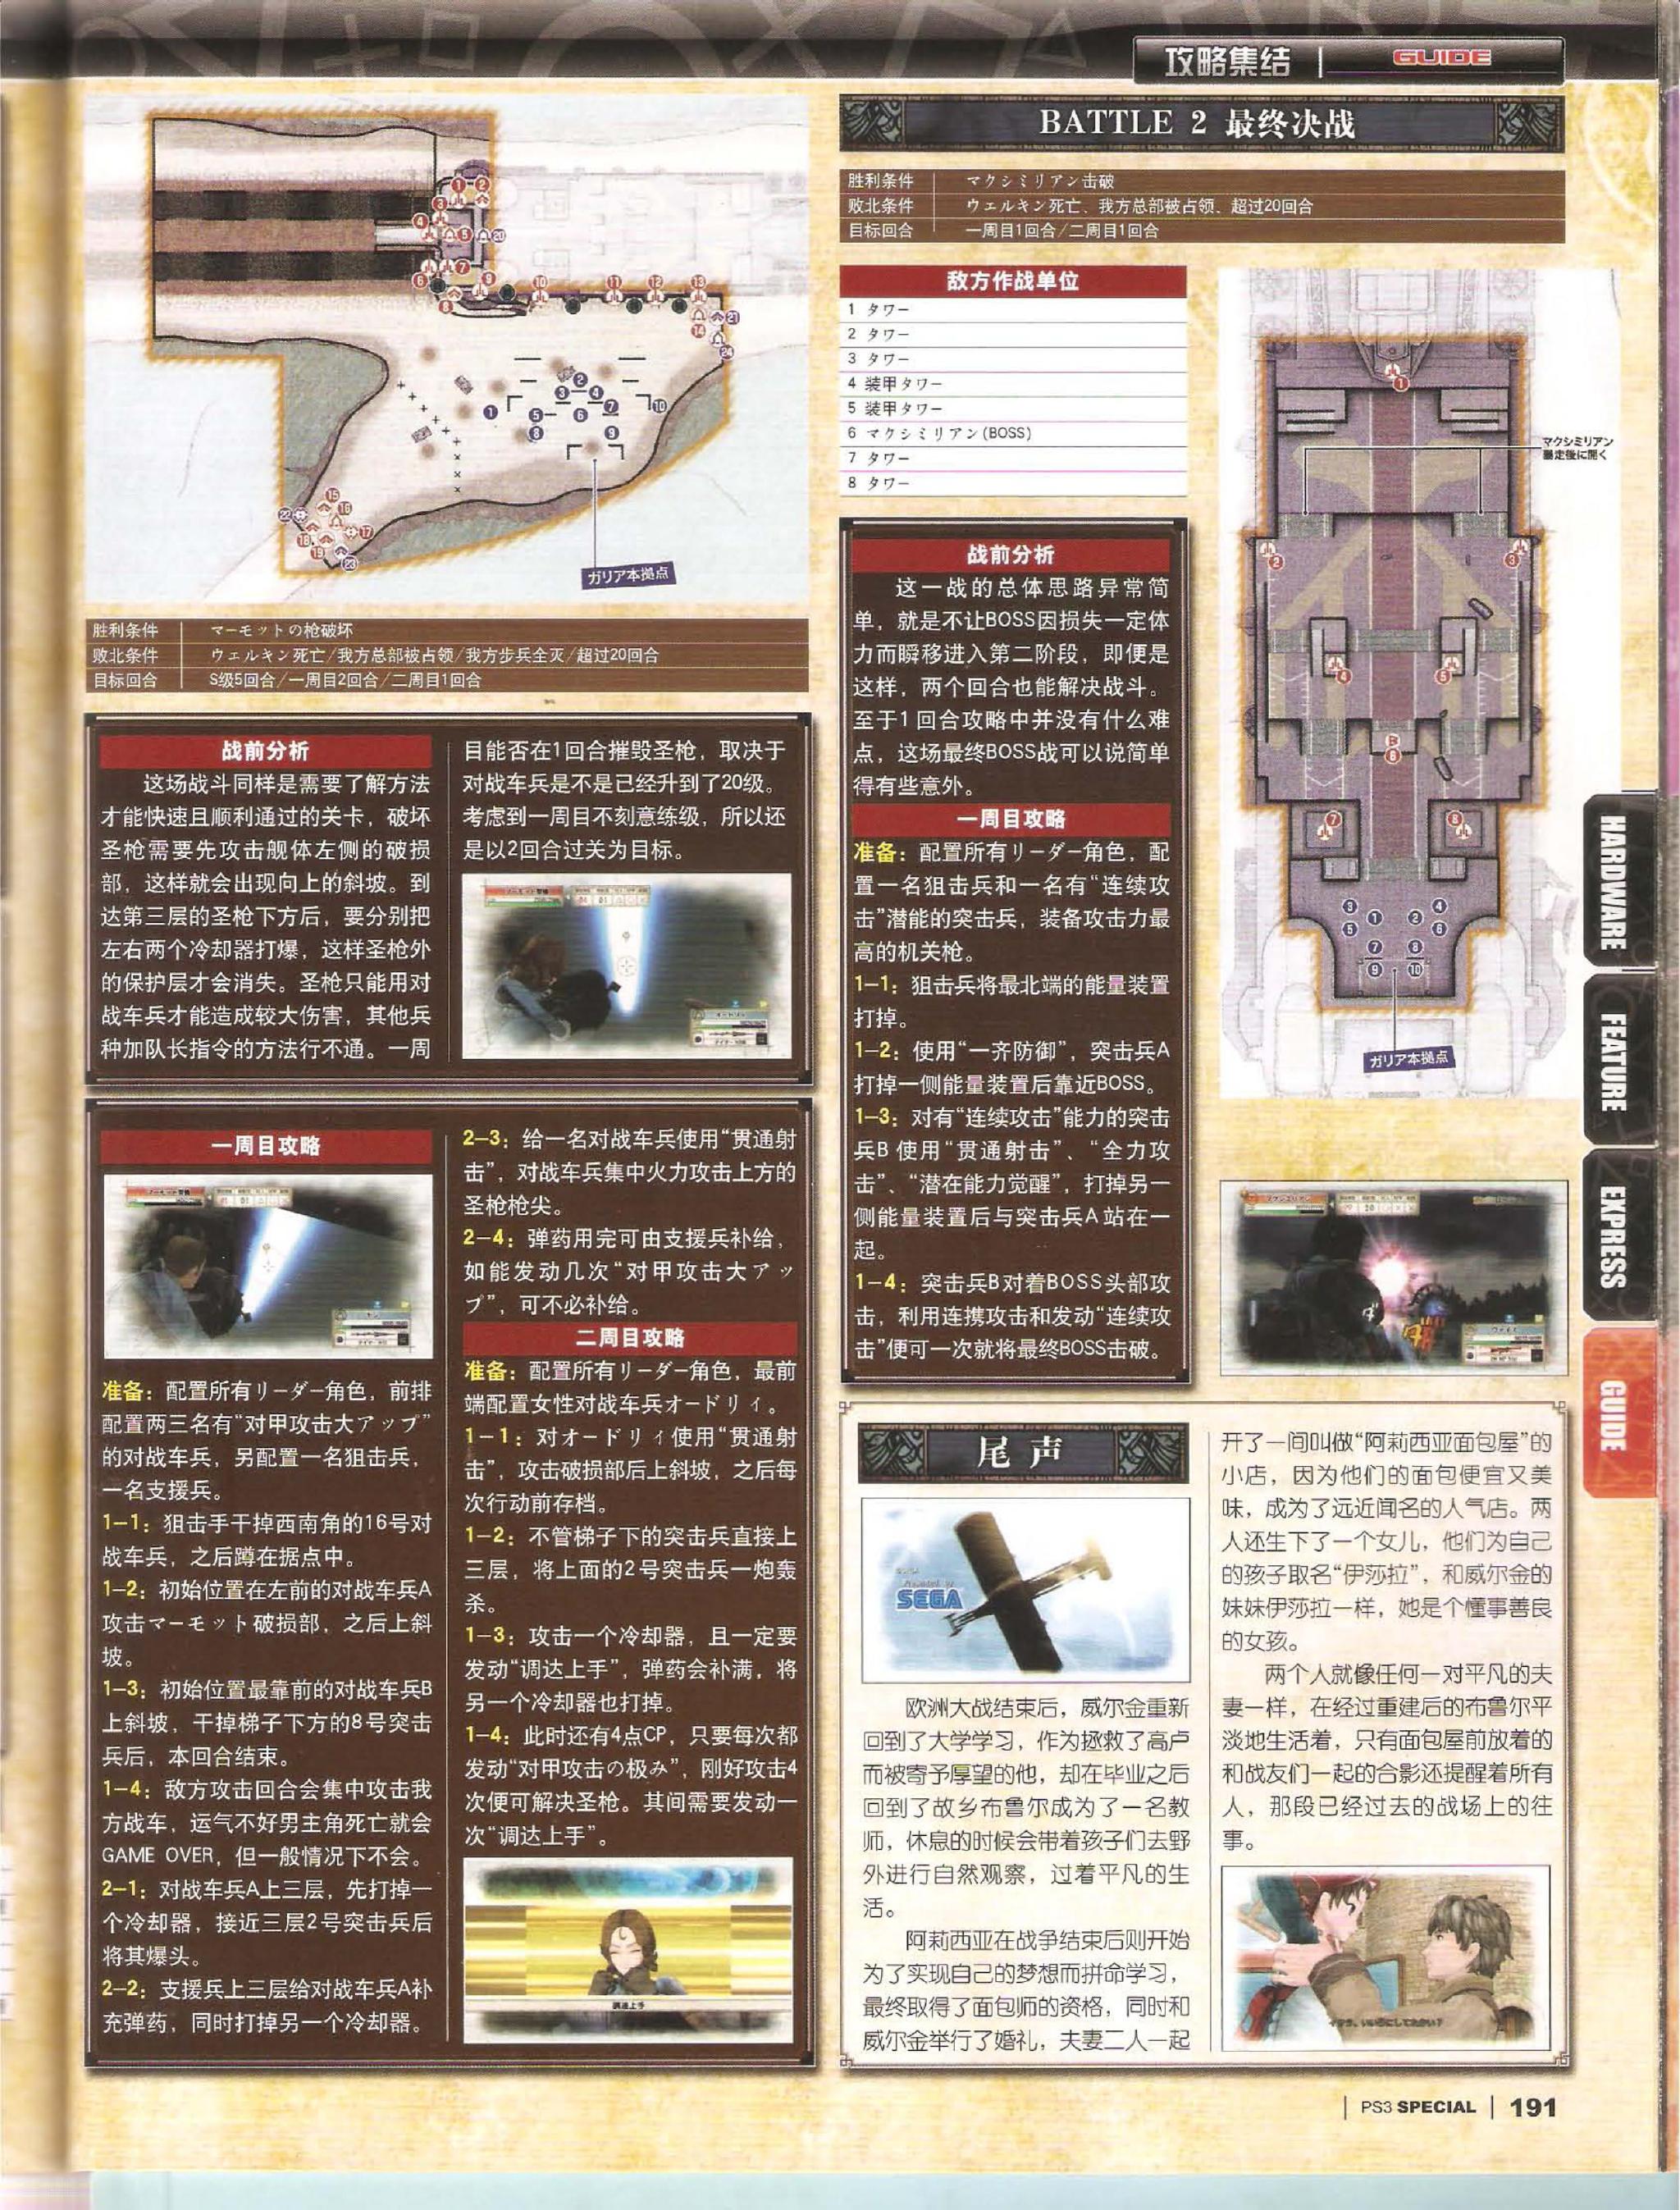 攻略集结
GUIDE
ガリア本拠点
胜利条件 マーモットの枪破坏
败北条件 ウェルキン死亡/我方总部被占领/我方步兵全灭/超过20回合
目标回合 S级5回合/一周目2回合/二周目1回合
战前分析
这场战斗同样是需要了解方法
才能快速且顺利通过的关卡，破坏
圣枪需要先攻击舰体左侧的破损
部，这样就会出现向上的斜坡。到
达第三层的圣枪下方后，要分别把
左右两个冷却器打爆，这样圣枪外
的保护层才会消失。圣枪只能用对
战车兵才能造成较大伤害，其他兵
种加队长指令的方法行不通。一周
目能否在1回合摧毁圣枪，取决于
对战车兵是不是已经升到了20级。
考虑到一周目不刻意练级，所以还
是以2回合过关为目标。
一周目攻略
准备：配置所有リーダー角色，前排
配置两三名有“对甲攻击大アップ”
的对战车兵，另配置一名狙击兵，
一名支援兵。
1—1：狙击手干掉西南角的16号对
战车兵，之后蹲在据点中。
1—2：初始位置在左前的对战车兵A
攻击マーモット破损部，之后上斜
坡。
1—3：初始位置最靠前的对战车兵B
上斜坡，干掉梯子下方的8号突击
兵后，本回合结束。
1—4：敌方攻击回合会集中攻击我
方战车，运气不好男主角死亡就会
GAME OVER，但一般情况下不会。
2—1：对战车兵A上三层，先打掉一
个冷却器，接近三层2号突击兵后
将其爆头。
2—2：支援兵上三层给对战车兵A补
充弹药，同时打掉另一个冷却器。
2—3：给一名对战车兵使用“贯通射
击”，对战车兵集中火力攻击上方的
圣枪枪尖。
2—4：弹药用完可由支援兵补给，
如能发动几次“对甲攻击大アッ
プ”，可不必补给。
二周目攻略
准备：配置所有リーダー角色，最前
端配置女性对战车兵オードリィ。
1—1：对オードリィ使用“贯通射
击”，攻击破损部后上斜坡，之后每
次行动前存档。
1—2：不管梯子下的突击兵直接上
三层，将上面的2号突击兵一炮轰
杀。
1—3：攻击一个冷却器，且一定要
发动“调达上手”，弹药会补满，将
另一个冷却器也打掉。
1—4：此时还有4点CP，只要每次都
发动“对甲攻击の极み”，刚好攻击4
次便可解决圣枪。其间需要发动一
次“调达上手”。
調達上手
BATTLE 2 最终决战
胜利条件 マクシミリアン击破
败北条件 ウェルキン死亡、我方总部被占领、超过20回合
目标回合 一周目1回合/二周目1回合
敌方作战单位
1 タワー
2 タワー
3 タワー
4 装甲タワー
5 装甲タワー
6 マクシミリアン(BOSS)
7 タワー
8 タワー
マクシミリアン
暴走後に開く
ガリア本拠点
战前分析
这一战的总体思路异常简
单，就是不让BOSS因损失一定体
力而瞬移进入第二阶段，即便是
这样，两个回合也能解决战斗。
至于1回合攻略中并没有什么难
点，这场最终BOSS战可以说简单
得有些意外。
一周目攻略
准备：配置所有リーダー角色，配
置一名狙击兵和一名有“连续攻
击”潜能的突击兵，装备攻击力最
高的机关枪。
1—1：狙击兵将最北端的能量装置
打掉。
1—2：使用“一齐防御”，突击兵A
打掉一侧能量装置后靠近BOSS。
1—3：对有“连续攻击”能力的突击
兵B 使用“贯通射击”、“全力攻
击”、“潜在能力觉醒”，打掉另一
侧能量装置后与突击兵A站在一
起。
1—4：突击兵B对着BOSS头部攻
击，利用连携攻击和发动“连续攻
击”便可一次就将最终BOSS击破。
尾声
Presented by
SEGA
欧洲大战结束后，威尔金重新
回到了大学学习，作为拯救了高卢
而被寄予厚望的他，却在毕业之后
回到了故乡布鲁尔成为了一名教
师，休息的时候会带着孩子们去野
外进行自然观察，过着平凡的生
活。
阿莉西亚在战争结束后则开始
为了实现自己的梦想而拼命学习，
最终取得了面包师的资格，同时和
威尔金举行了婚礼，夫妻二人一起
开了一间叫做“阿莉西亚面包屋”的
小店，因为他们的面包便宜又美
味，成为了远近闻名的人气店。两
人还生下了一个女儿，他们为自己
的孩子取名“伊莎拉”，和威尔金的
妹妹伊莎拉一样，她是个懂事善良
的女孩。
两个人就像任何一对平凡的夫
妻一样，在经过重建后的布鲁尔平
淡地生活着，只有面包屋前放着的
和战友们一起的合影还提醒着所有
人，那段已经过去的战场上的往
事。
HARDWARE
FEATURE
EXPRESS
GUIDE
PS3 SPECIAL 191